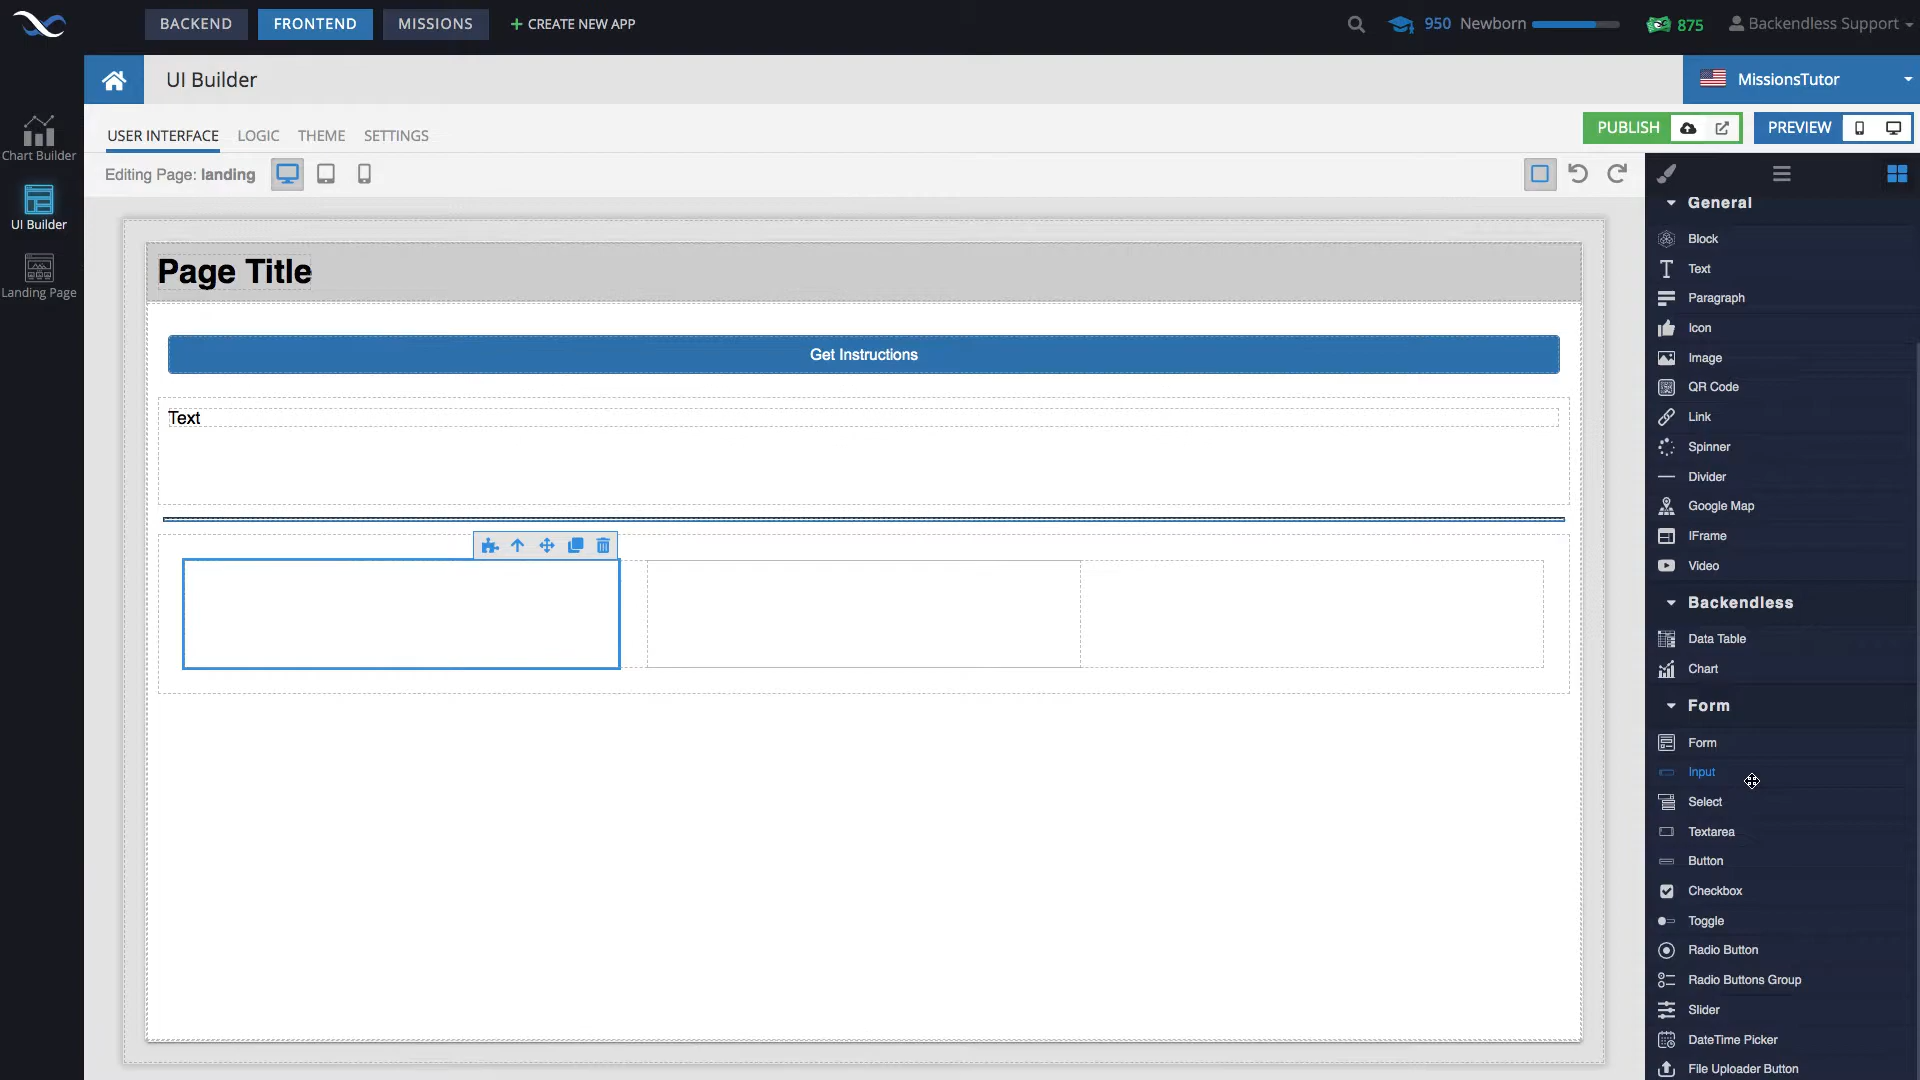 BACKEND
FRONTEND
MISSIONS
CREATE NEW APP
950 Newborn
875
Backendless Support
UI Builder
MissionsTutor
USER INTERFACE
LOGIC
THEME
SETTINGS
PUBLISH
PREVIEW
Chart Builder
UI Builder
Landing Page
Editing Page: landing
Page Title
Get Instructions
Text
General
Block
Text
Paragraph
Icon
Image
QR Code
Link
Spinner
Divider
Google Map
IFrame
Video
Backendless
Data Table
Chart
Form
Form
Input
Select
Textarea
Button
Checkbox
Toggle
Radio Button
Radio Buttons Group
Slider
DateTime Picker
File Uploader Button